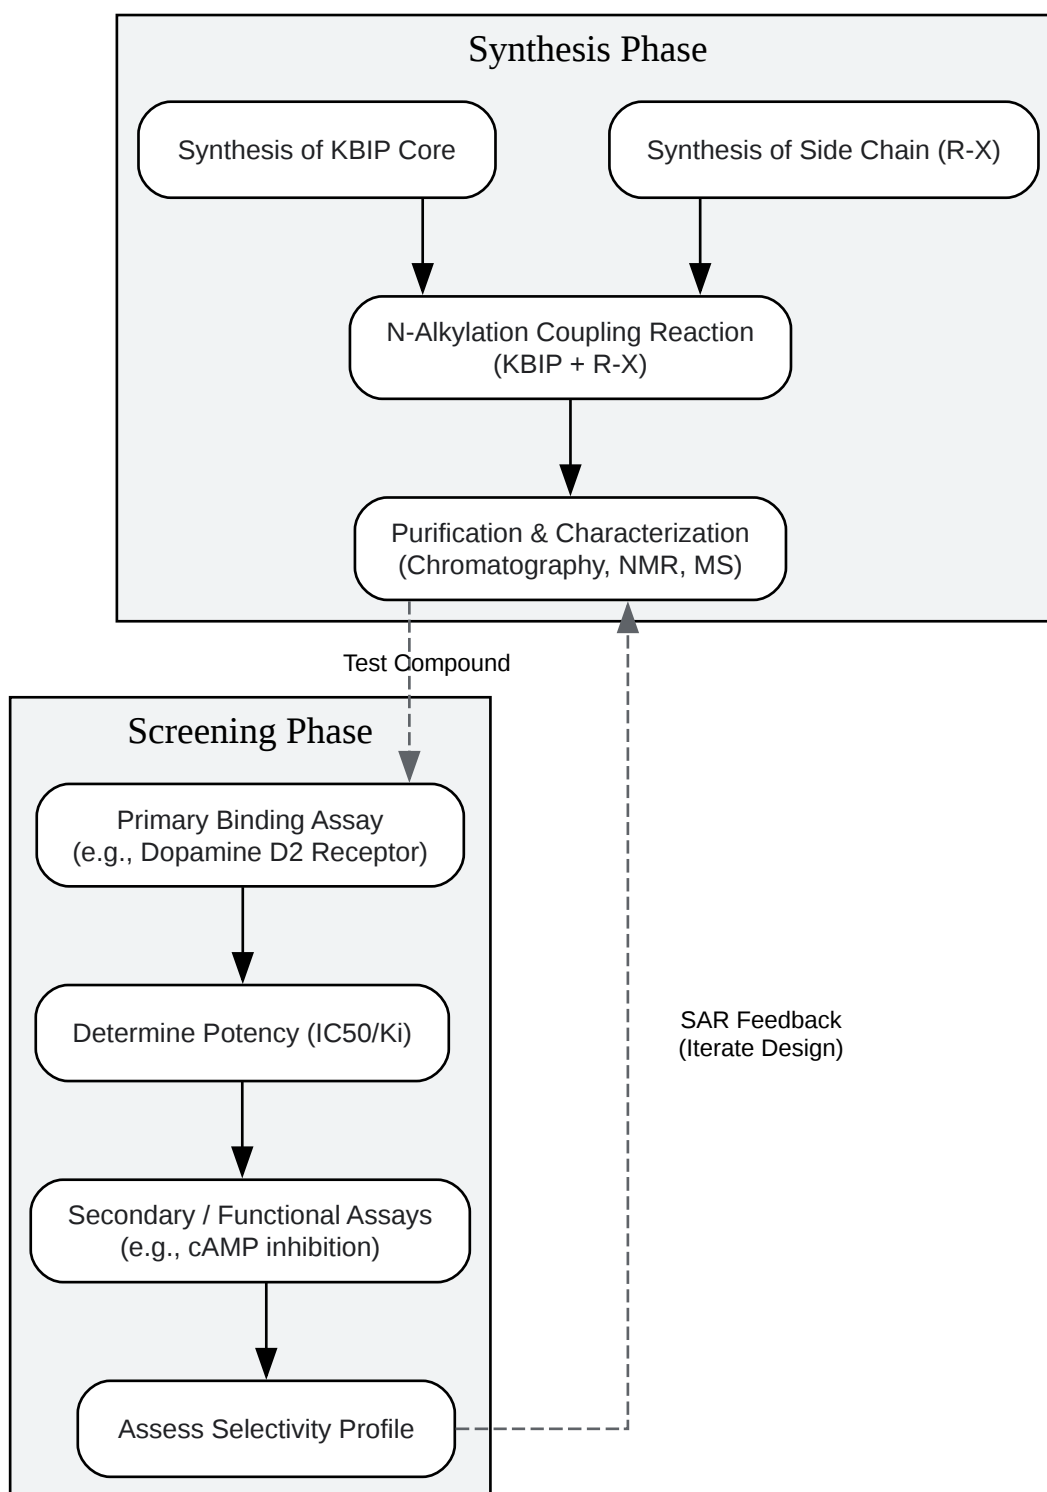 Synthesis Phase
Synthesis of KBIP Core
Synthesis of Side Chain (R-X)
N-Alkylation Coupling Reaction
(KBIP + R-X)
Purification & Characterization
(Chromatography, NMR, MS)
Test Compound
Screening Phase
Primary Binding Assay
(e.g., Dopamine D2 Receptor)
Determine Potency (IC50/Ki)
SAR Feedback
(Iterate Design)
Secondary / Functional Assays
(e.g., cAMP inhibition)
Assess Selectivity Profile